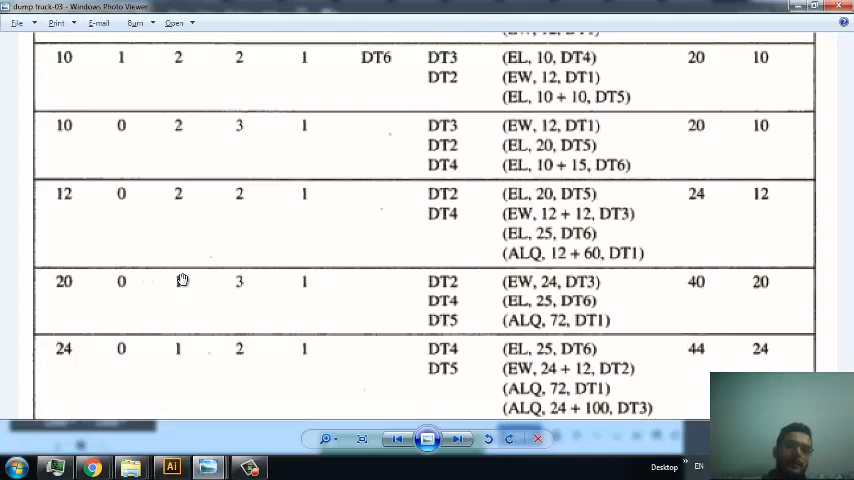 dump truck-03 - Windows Photo Viewer
File Print E-mail Burn Open
10 1 2 2 1 DT6 DT3 (EL, 10, DT4) 20 10
DT2 (EW, 12, DT1)
(EL, 10 + 10, DT5)
10 0 2 3 1 DT3 (EW, 12, DT1) 20 10
DT2 (EL, 20, DT5)
DT4 (EL, 10 + 15, DT6)
12 0 2 2 1 DT2 (EL, 20, DT5) 24 12
DT4 (EW, 12 + 12, DT3)
(EL, 25, DT6)
(ALQ, 12 + 60, DT1)
20 0 3 1 DT2 (EW, 24, DT3) 40 20
DT4 (EL, 25, DT6)
DT5 (ALQ, 72, DT1)
24 0 1 2 1 DT4 (EL, 25, DT6) 44 24
DT5 (EW, 24 + 12, DT2)
(ALQ, 72, DT1)
(ALQ, 24 + 100, DT3)
Desktop EN